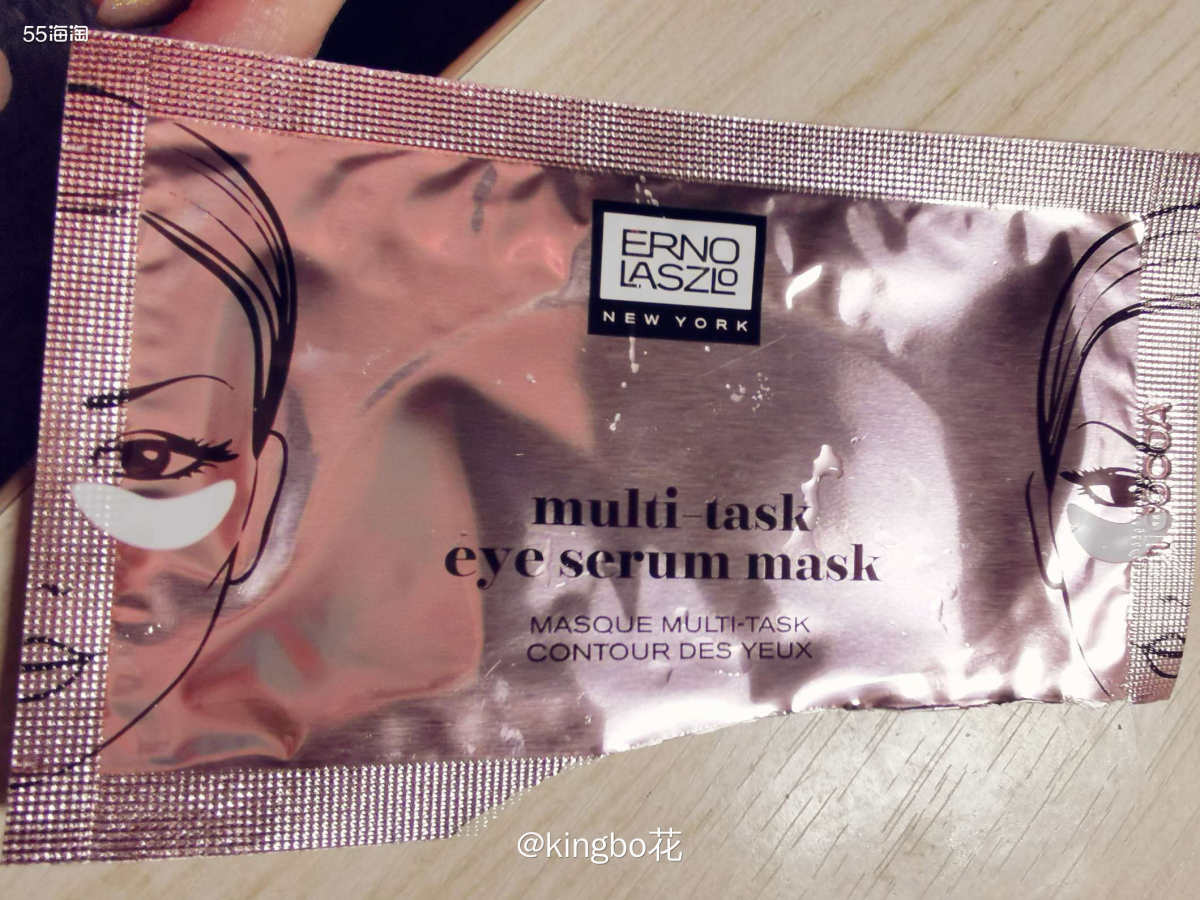 55海淘
ERNO
LASZLO
NEW YORK
multi-task
eye serum mask
MASQUE MULTI-TASK
CONTOUR DES YEUX
@kingbo花